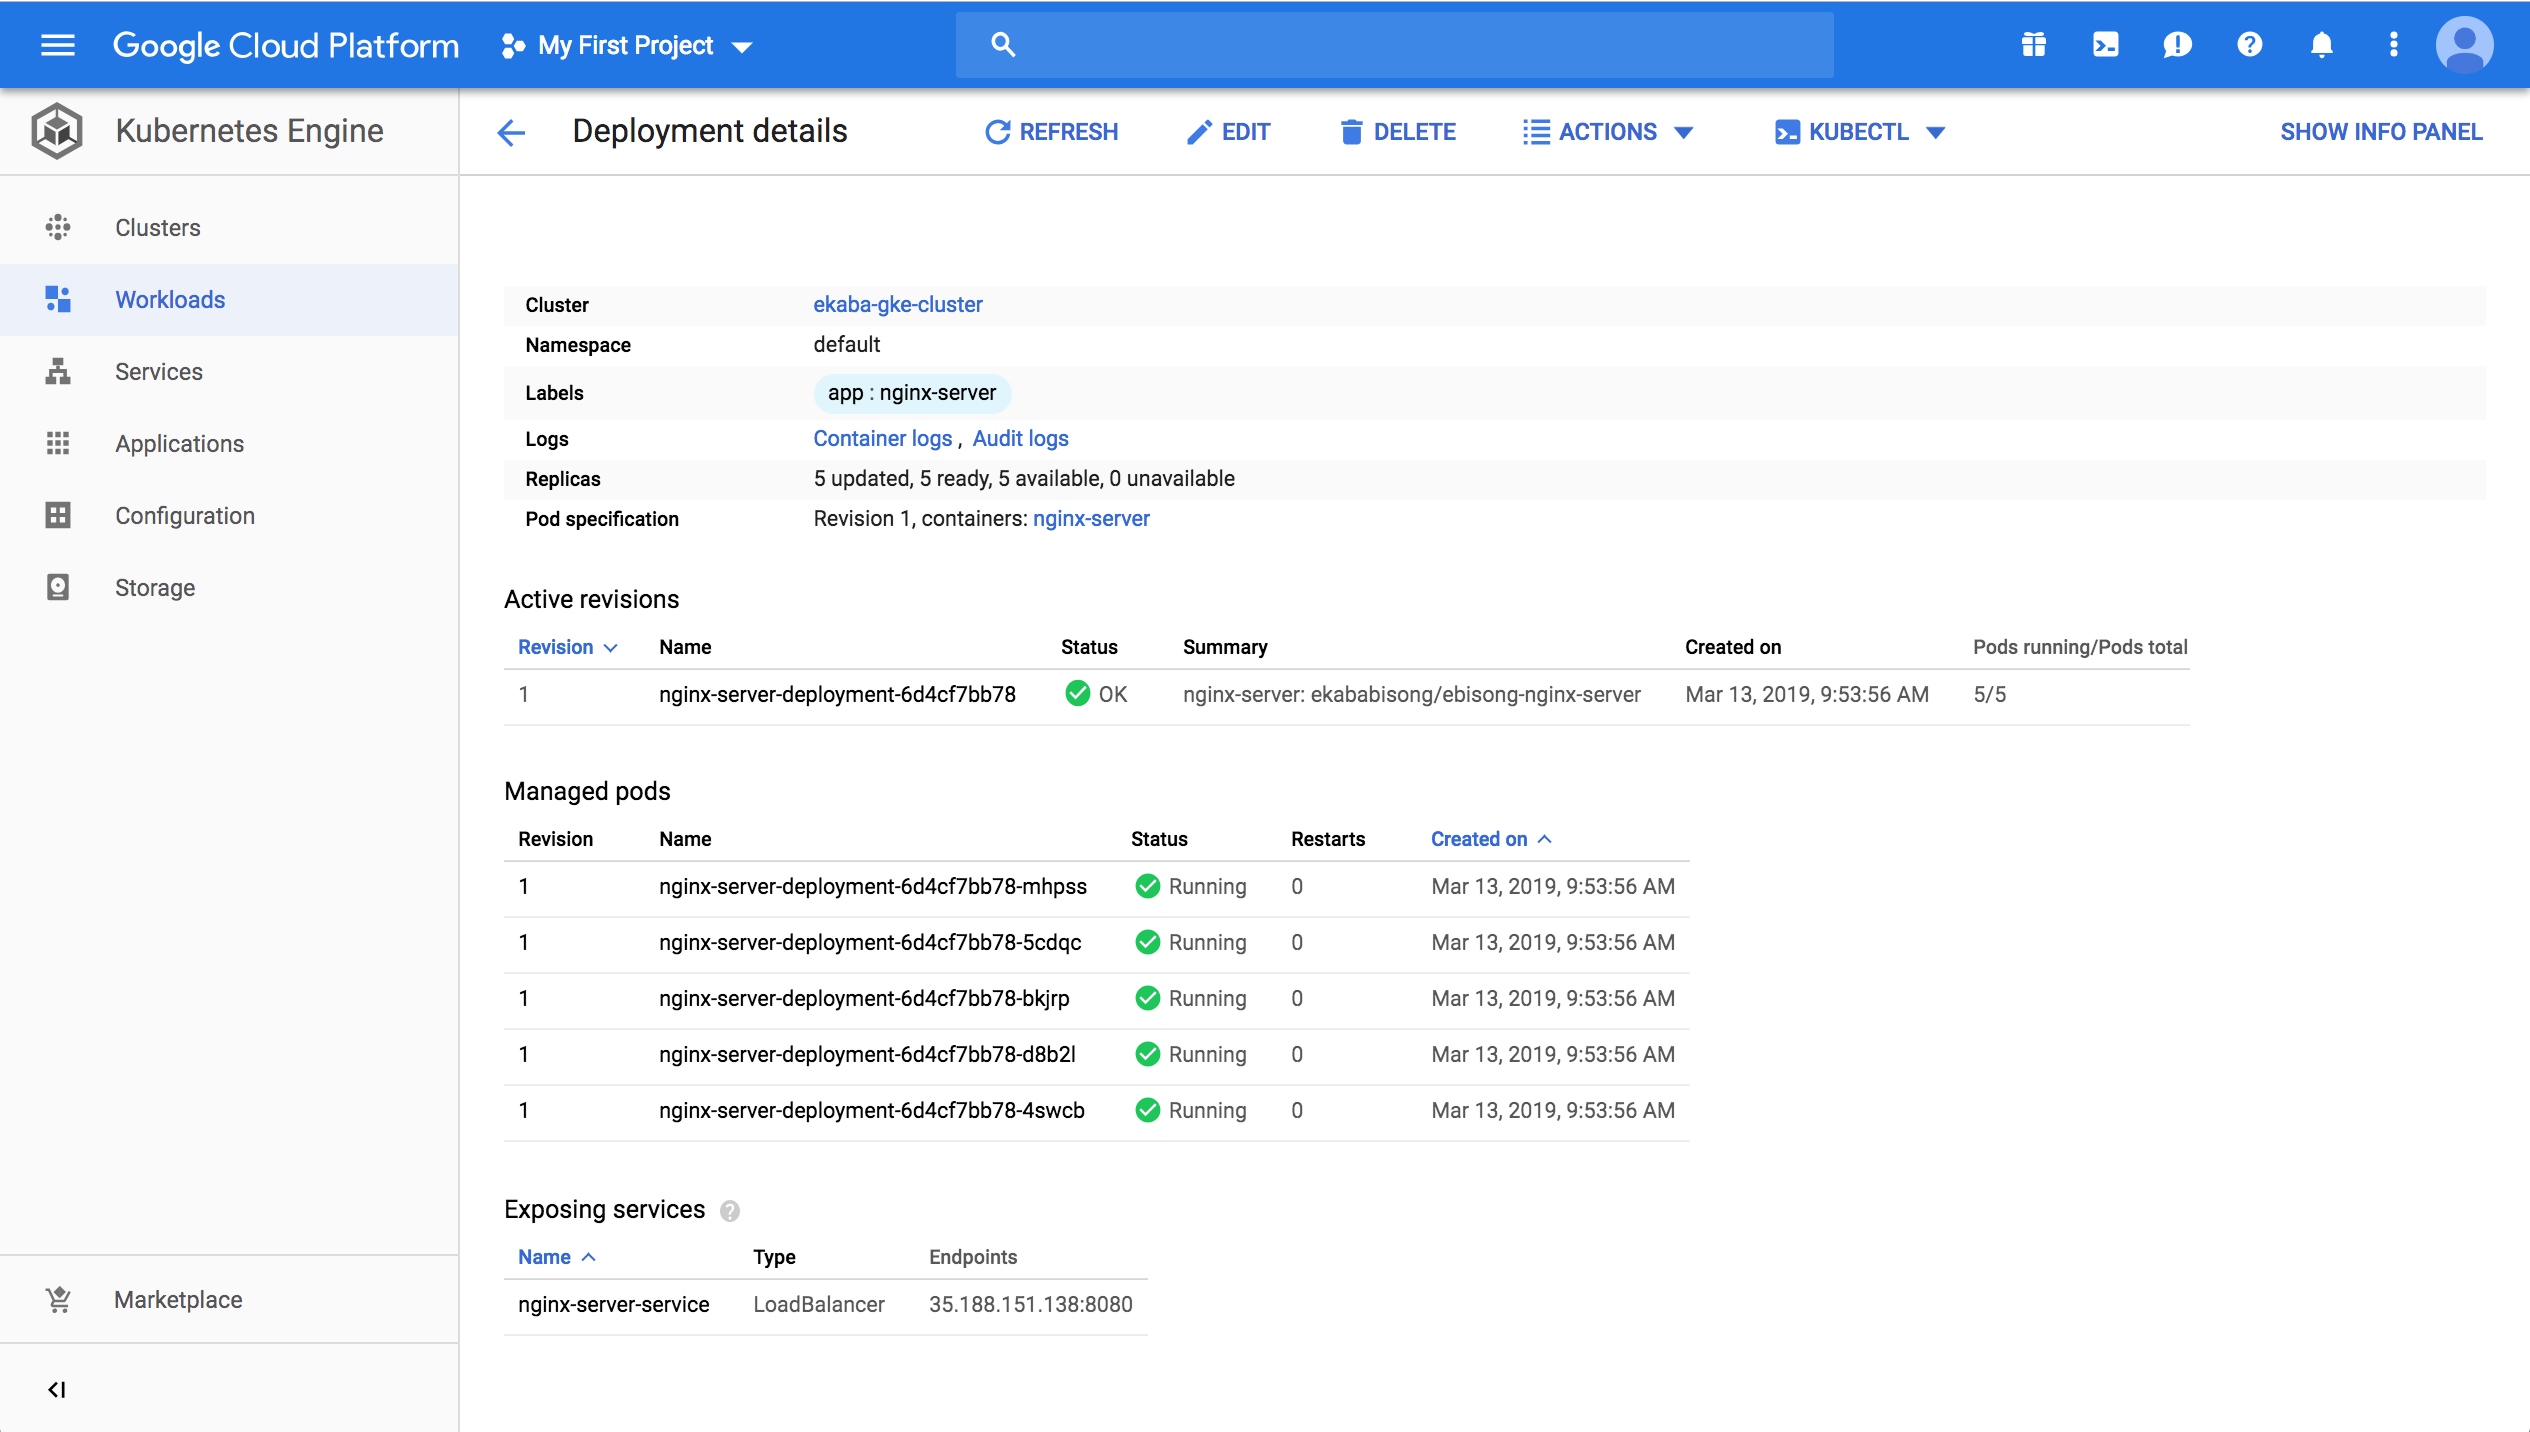 Google Cloud Platform My First Project
Kubernetes Engine
Deployment details REFRESH EDIT DELETE ACTIONS KUBECTL SHOW INFO PANEL
Clusters
Workloads
Services
Applications
Configuration
Storage
Marketplace
Cluster ekaba-gke-cluster
Namespace default
Labels app : nginx-server
Logs Container logs , Audit logs
Replicas 5 updated, 5 ready, 5 available, 0 unavailable
Pod specification Revision 1, containers: nginx-server
Active revisions
Revision Name Status Summary Created on Pods running/Pods total
1 nginx-server-deployment-6d4cf7bb78 OK nginx-server: ekababisong/ebisong-nginx-server Mar 13, 2019, 9:53:56 AM 5/5
Managed pods
Revision Name Status Restarts Created on
1 nginx-server-deployment-6d4cf7bb78-mhpss Running 0 Mar 13, 2019, 9:53:56 AM
1 nginx-server-deployment-6d4cf7bb78-5cdqc Running 0 Mar 13, 2019, 9:53:56 AM
1 nginx-server-deployment-6d4cf7bb78-bkjrp Running 0 Mar 13, 2019, 9:53:56 AM
1 nginx-server-deployment-6d4cf7bb78-d8b2l Running 0 Mar 13, 2019, 9:53:56 AM
1 nginx-server-deployment-6d4cf7bb78-4swcb Running 0 Mar 13, 2019, 9:53:56 AM
Exposing services
Name Type Endpoints
nginx-server-service LoadBalancer 35.188.151.138:8080